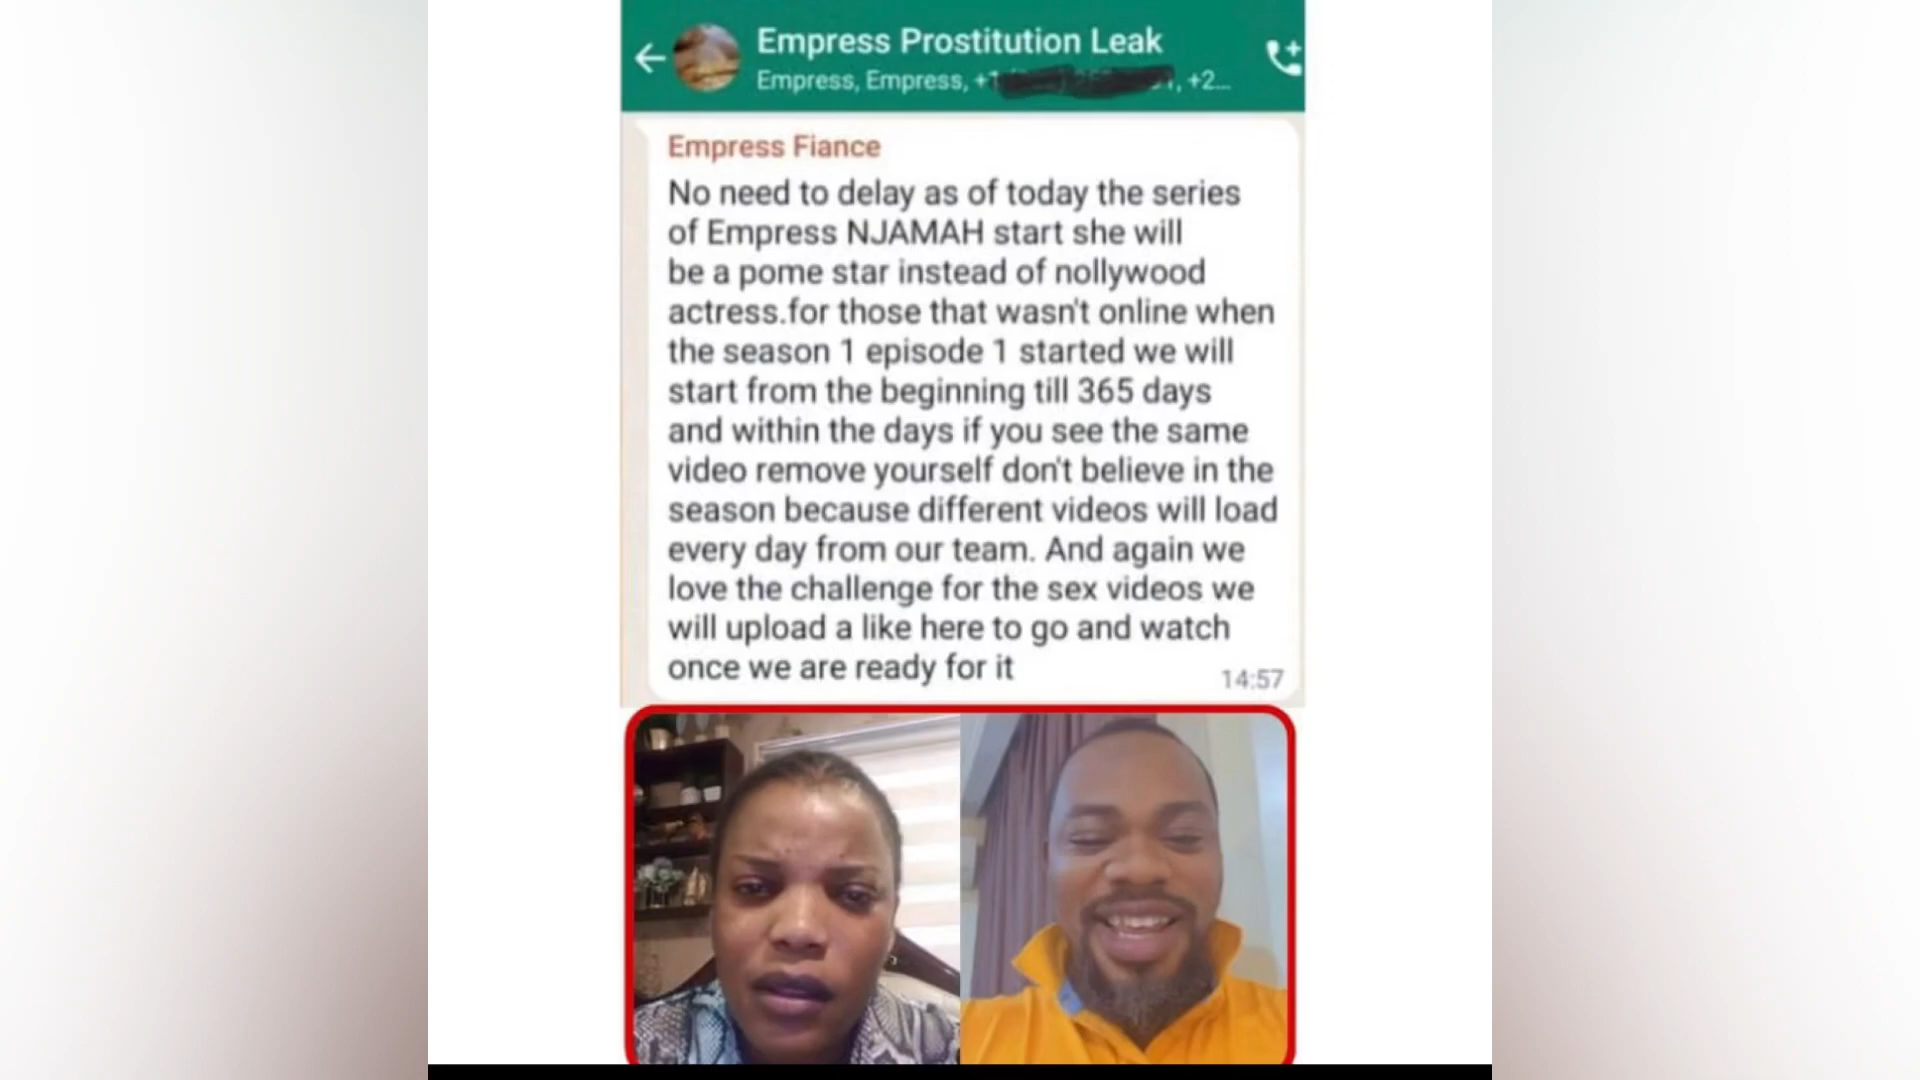 Empress Prostitution Leak
Empress, Empress, +1 1, +2...
Empress Fiance
No need to delay as of today the series
of Empress NJAMAH start she will
be a pome star instead of nollywood
actress.for those that wasn't online when
the season 1 episode 1 started we will
start from the beginning till 365 days
and within the days if you see the same
video remove yourself don't believe in the
season because different videos will load
every day from our team. And again we
love the challenge for the sex videos we
will upload a like here to go and watch
once we are ready for it
14:57